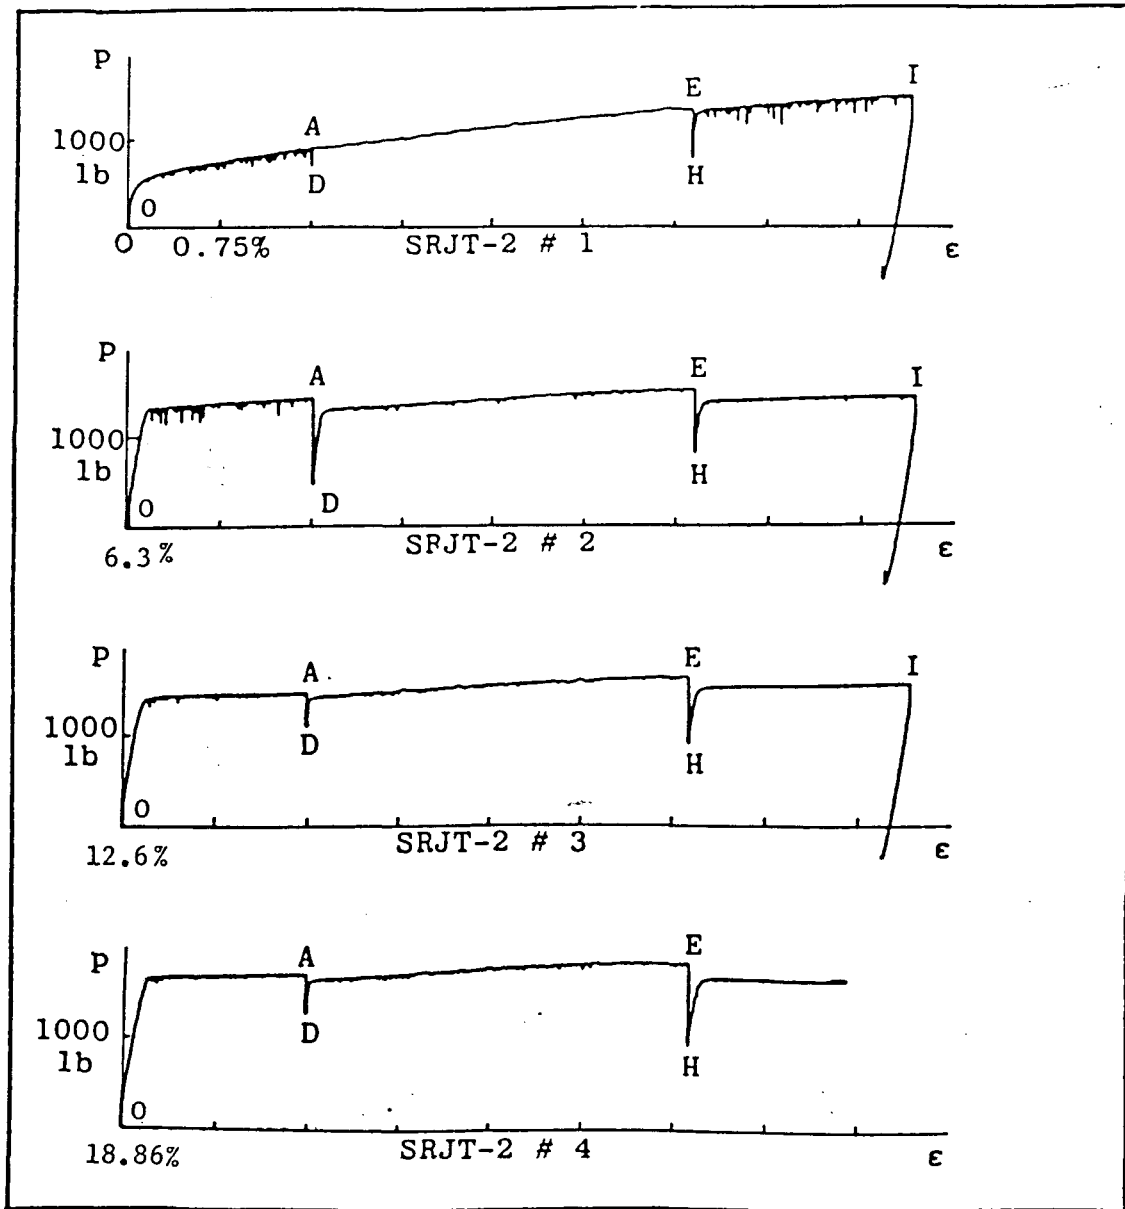 P
1000
lb
A
D
E
H
I
O
O 0.75% SRJT-2 # 1 ε
P
1000
lb
A
D
E
H
I
O
6.3% SRJT-2 # 2 ε
P
1000
lb
A
D
E
H
I
O
12.6% SRJT-2 # 3 ε
P
1000
lb
A
D
E
H
O
18.86% SRJT-2 # 4 ε